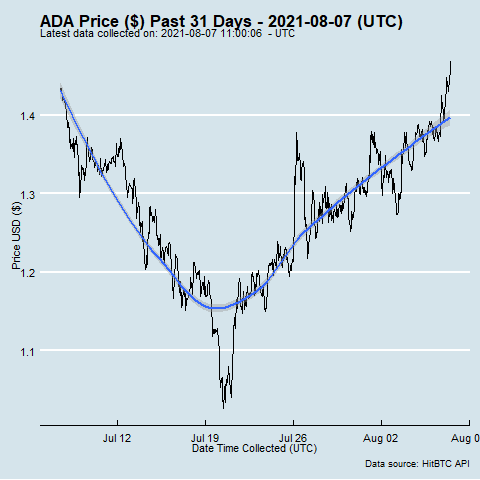 ADA Price ($) Past 31 Days - 2021-08-07 (UTC)
Latest data collected on: 2021-08-07 11:00:06 - UTC
1.4
1.3
1.2
1.1
Price USD ($)
Jul 12 Jul 19 Jul 26 Aug 02 Aug 0
Date Time Collected (UTC)
Data source: HitBTC API